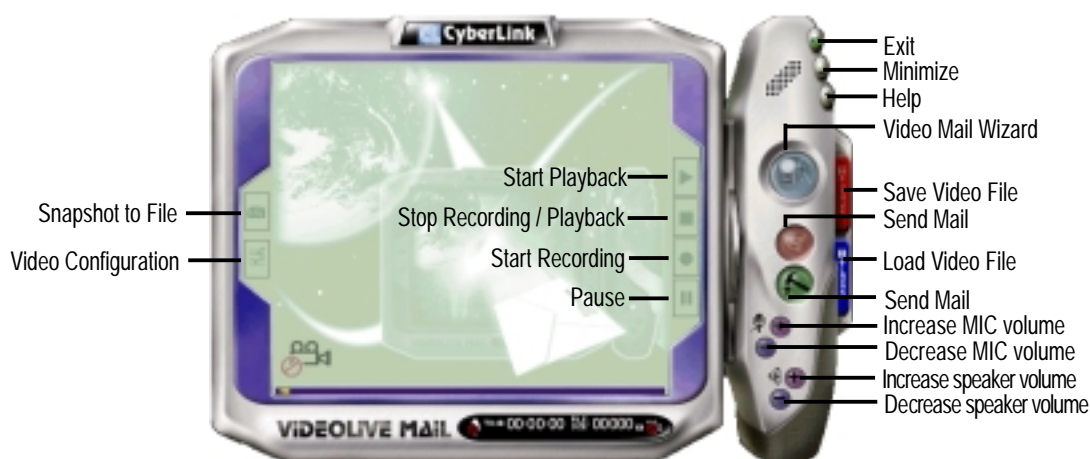 CyberLink
Exit
Minimize
Help
Video Mail Wizard
Start Playback
Save Video File
Snapshot to File
Stop Recording / Playback
Send Mail
Video Configuration
Start Recording
Load Video File
Pause
Send Mail
Increase MIC volume
Decrease MIC volume
Increase speaker volume
Decrease speaker volume
VIDEOLIVE MAIL
00:00:00
00000